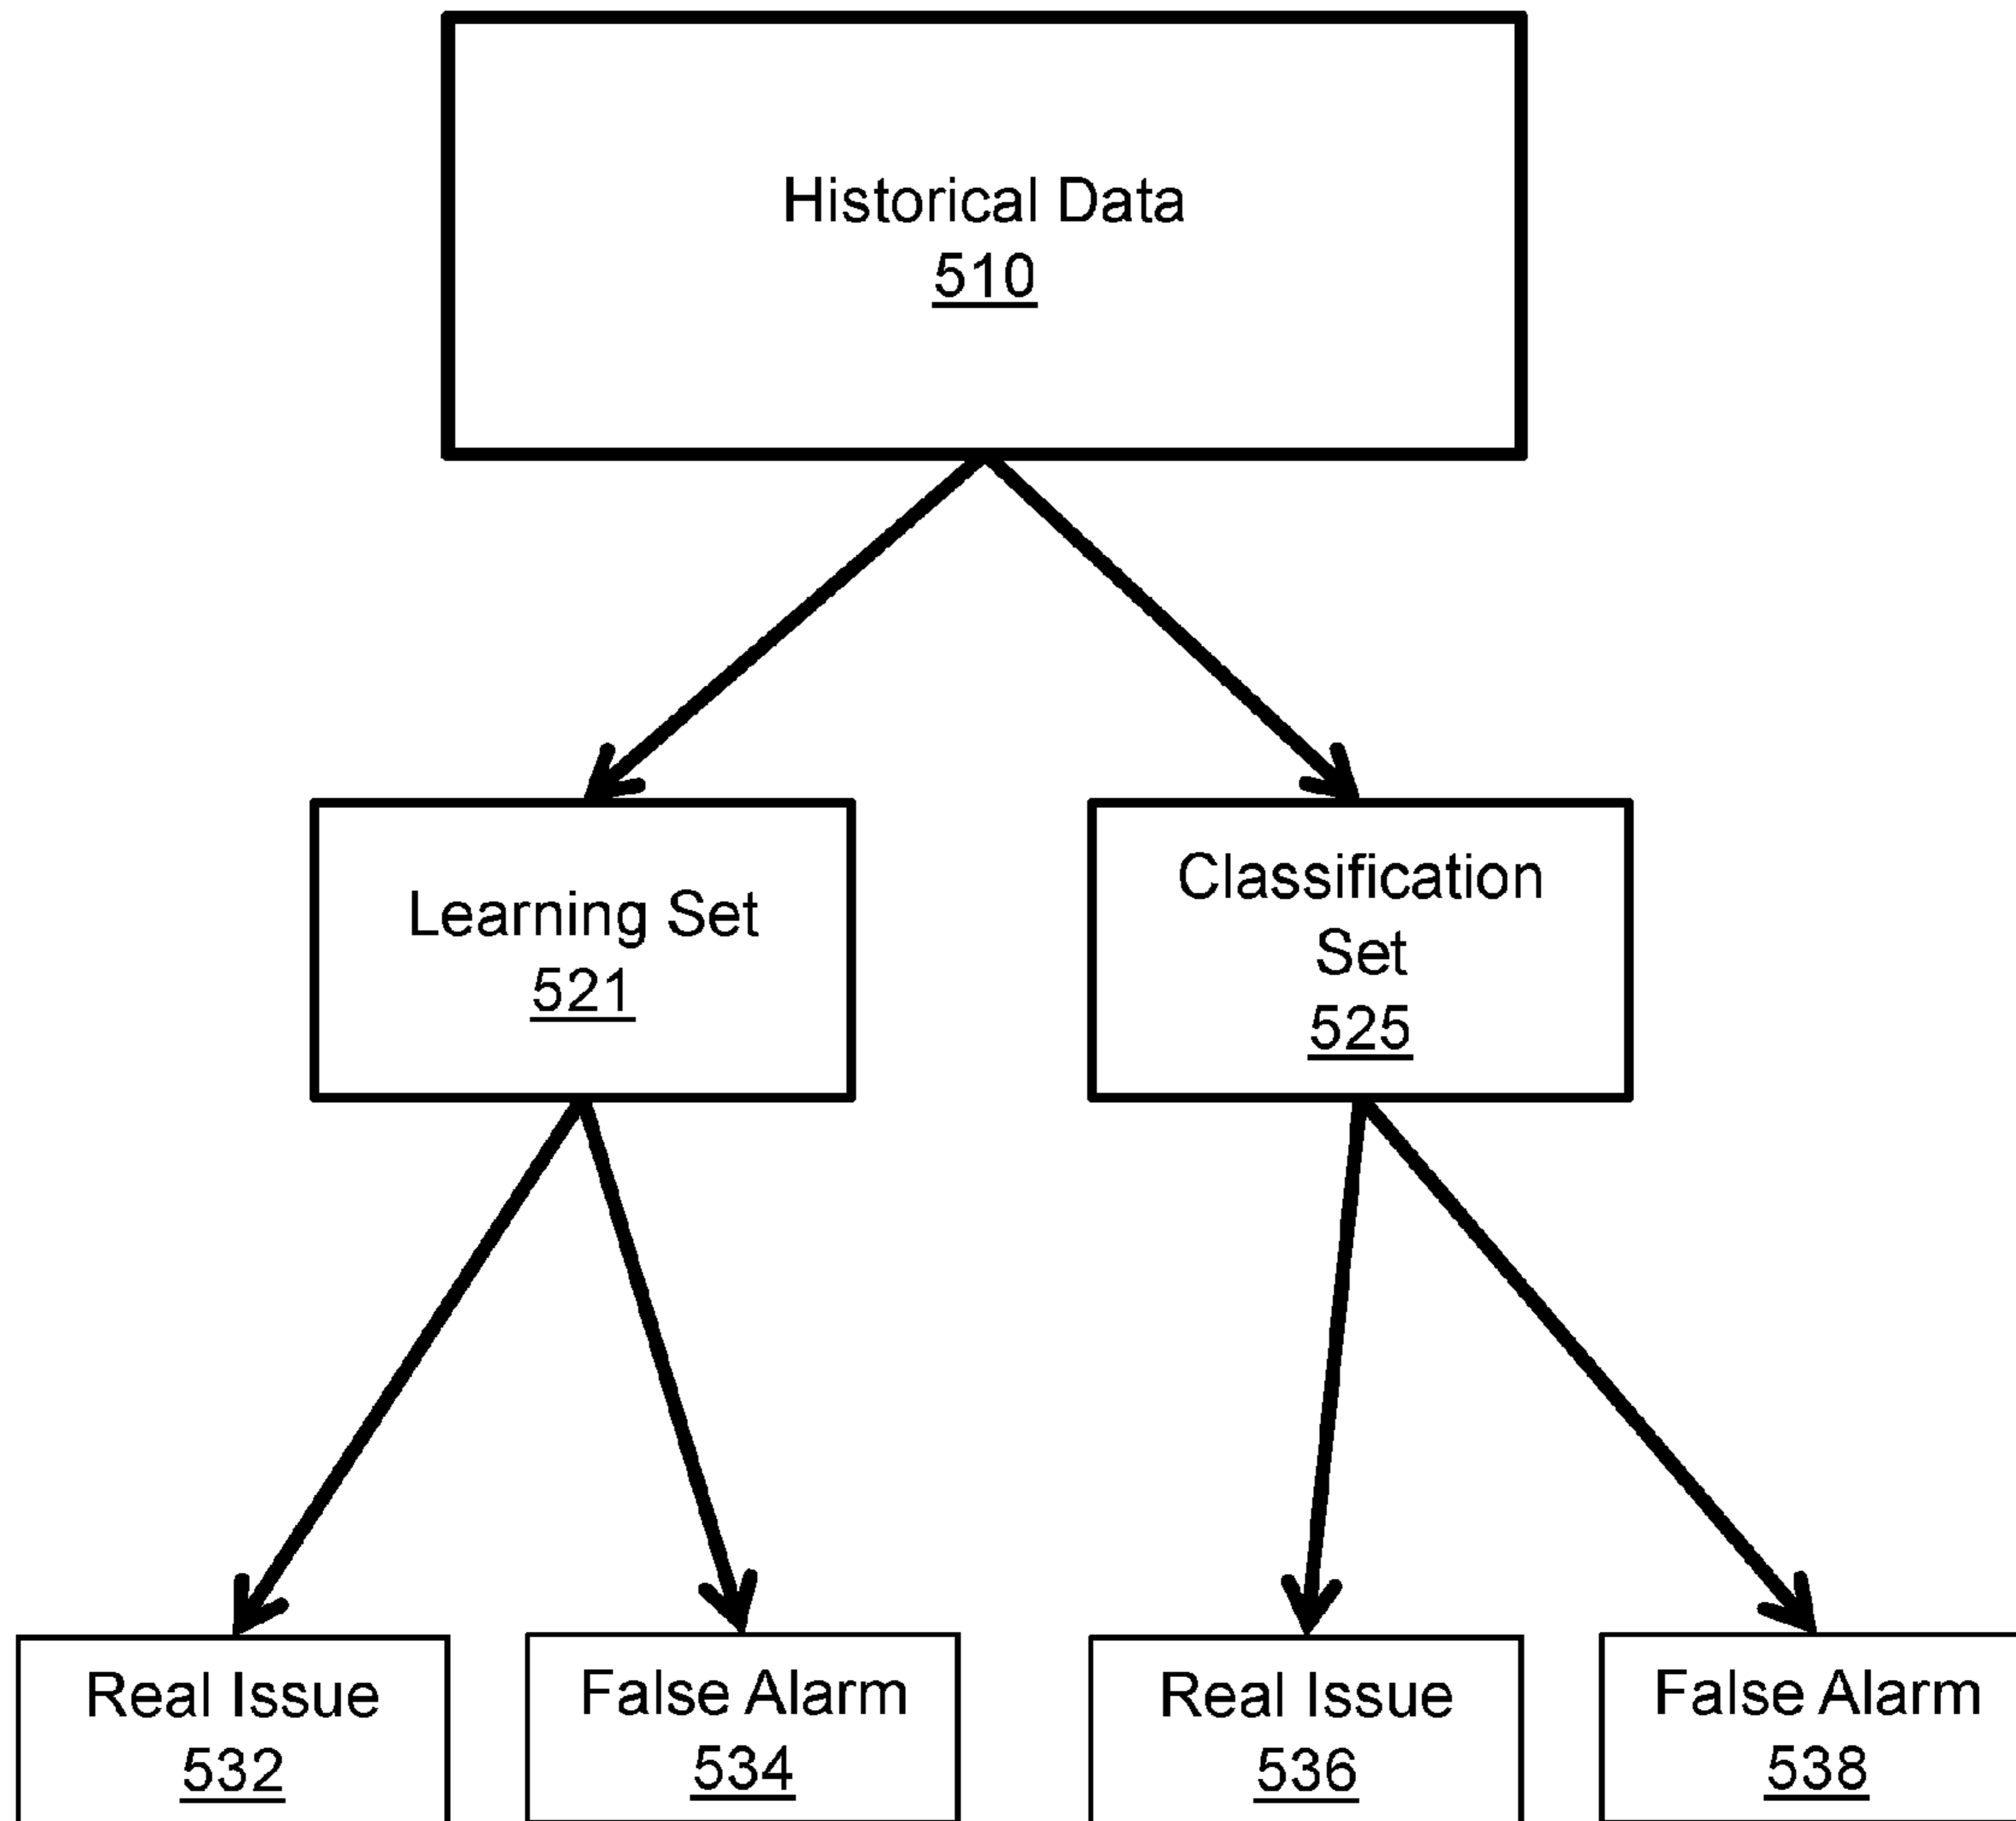 Historical Data
510
Learning Set
521
Classification
Set
525
Real Issue
532
False Alarm
534
Real Issue
536
False Alarm
538